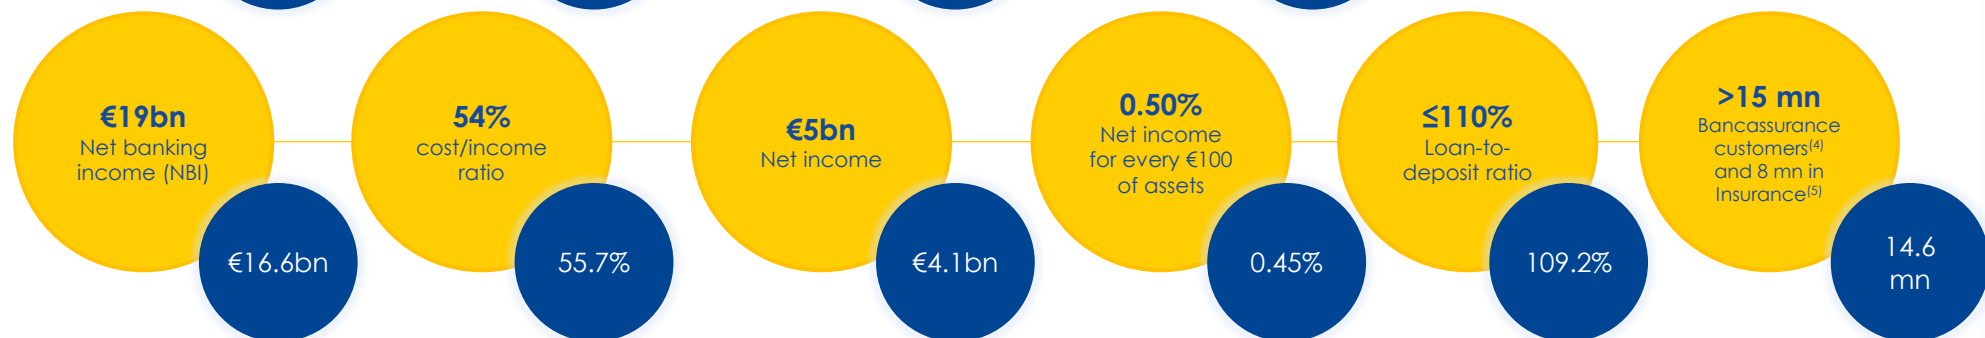 €19bn
Net banking
income (NBI)
€16.6bn
54%
cost/income
ratio
55.7%
€5bn
Net income
€4.1bn
0.50%
Net income
for every €100
of assets
0.45%
≤110%
Loan-to-
deposit ratio
109.2%
>15 mn
Bancassurance
customers(4)
and 8 mn in
Insurance(5)
14.6
mn